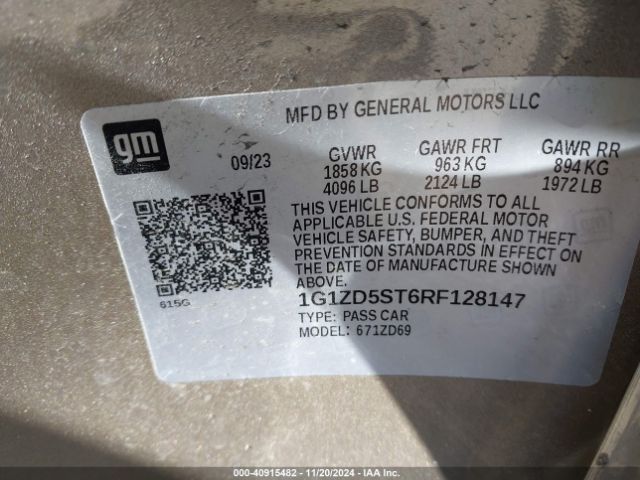 MFD BY GENERAL MOTORS LLC
gm
09/23
GVWR GAWR FRT GAWR RR
1858 KG 963 KG 894 KG
4096 LB 2124 LB 1972 LB
THIS VEHICLE CONFORMS TO ALL
APPLICABLE U.S. FEDERAL MOTOR
VEHICLE SAFETY, BUMPER, AND THEFT
PREVENTION STANDARDS IN EFFECT ON
THE DATE OF MANUFACTURE SHOWN
ABOVE.
615G
1G1ZD5ST6RF128147
TYPE: PASS CAR
MODEL: 671ZD69
000-40915482 - 11/20/2024 - IAA Inc.